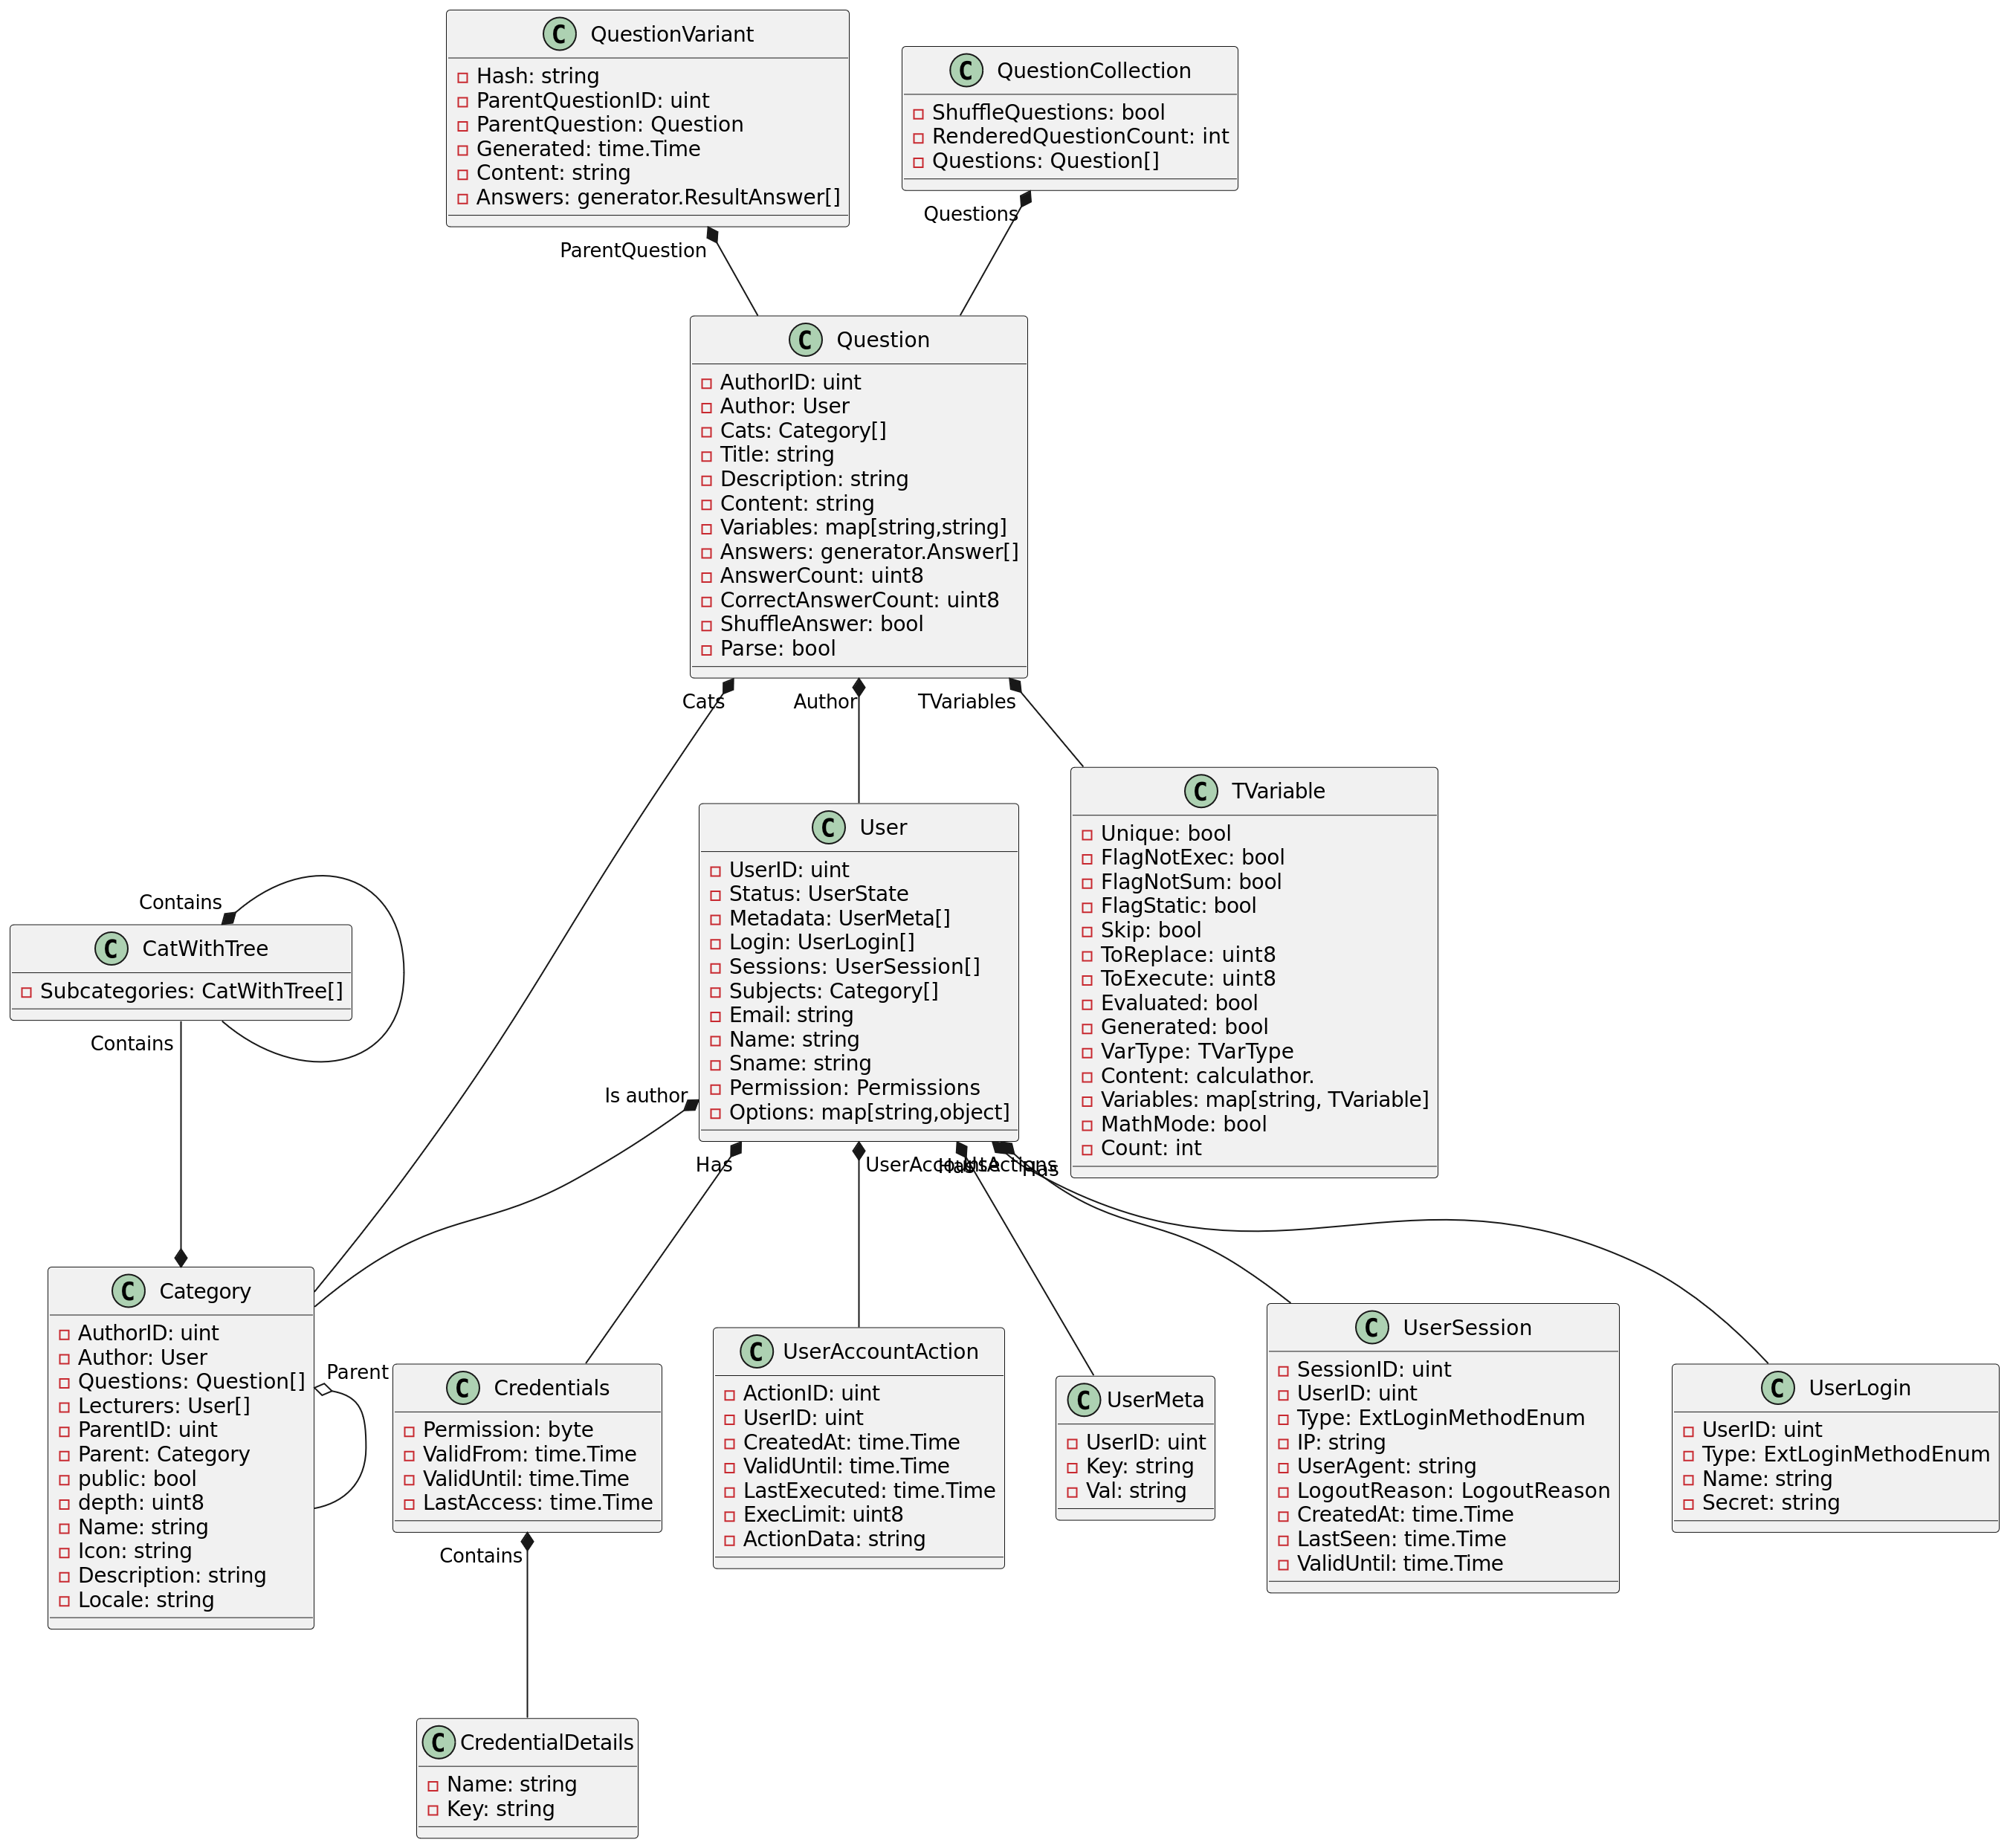 C QuestionVariant
Hash: string
ParentQuestionID: uint
ParentQuestion: Question
Generated: time.Time
Content: string
Answers: generator.ResultAnswer[]
C QuestionCollection
ShuffleQuestions: bool
RenderedQuestionCount: int
Questions: Question[]
ParentQuestion
Questions
C Question
AuthorID: uint
Author: User
Cats: Category[]
Title: string
Description: string
Content: string
Variables: map[string,string]
Answers: generator.Answer[]
AnswerCount: uint8
CorrectAnswerCount: uint8
ShuffleAnswer: bool
Parse: bool
Cats
Author
TVariables
C TVariable
Unique: bool
FlagNotExec: bool
FlagNotSum: bool
FlagStatic: bool
Skip: bool
ToReplace: uint8
ToExecute: uint8
Evaluated: bool
Generated: bool
VarType: TVarType
Content: calculathor.
Variables: map[string, TVariable]
MathMode: bool
Count: int
C User
UserID: uint
Status: UserState
Metadata: UserMeta[]
Login: UserLogin[]
Sessions: UserSession[]
Subjects: Category[]
Email: string
Name: string
Sname: string
Permission: Permissions
Options: map[string,object]
Contains
C CatWithTree
Subcategories: CatWithTree[]
Contains
Is author
Has
UserAccountActions
Has
Use
Has
C Category
AuthorID: uint
Author: User
Questions: Question[]
Lecturers: User[]
ParentID: uint
Parent: Category
public: bool
depth: uint8
Name: string
Icon: string
Description: string
Locale: string
Parent
C Credentials
Permission: byte
ValidFrom: time.Time
ValidUntil: time.Time
LastAccess: time.Time
C UserAccountAction
ActionID: uint
UserID: uint
CreatedAt: time.Time
ValidUntil: time.Time
LastExecuted: time.Time
ExecLimit: uint8
ActionData: string
C UserMeta
UserID: uint
Key: string
Val: string
C UserSession
SessionID: uint
UserID: uint
Type: ExtLoginMethodEnum
IP: string
UserAgent: string
LogoutReason: LogoutReason
CreatedAt: time.Time
LastSeen: time.Time
ValidUntil: time.Time
C UserLogin
UserID: uint
Type: ExtLoginMethodEnum
Name: string
Secret: string
Contains
C CredentialDetails
Name: string
Key: string